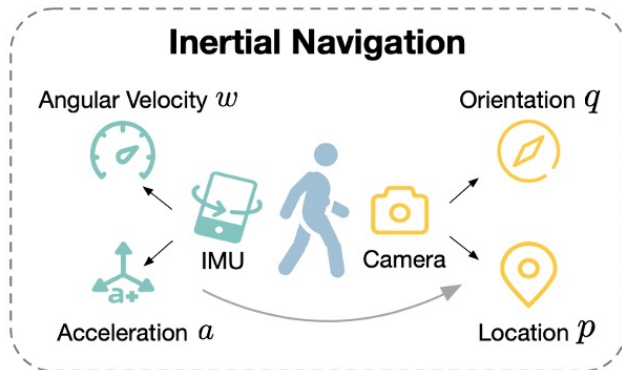 Inertial Navigation
Angular Velocity w
Orientation q
IMU
Camera
a+
Acceleration a
Location p